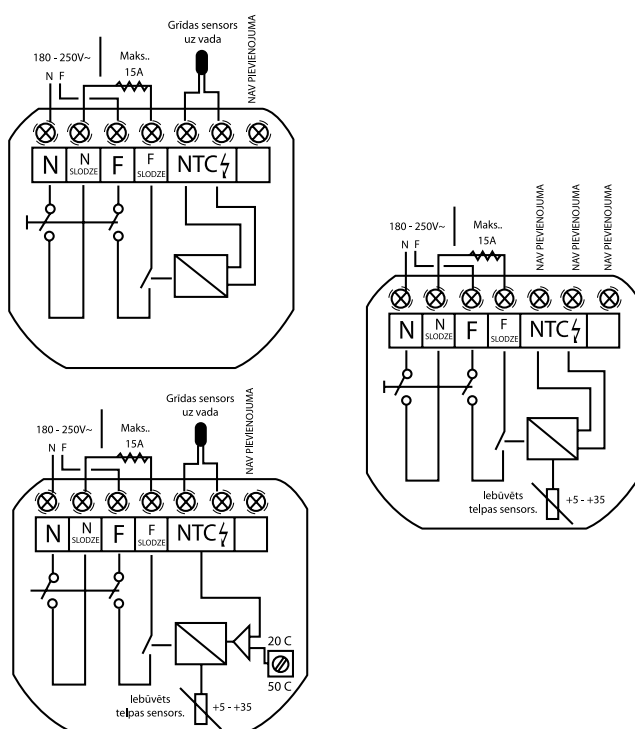 Grīdas sensors
uz vada
180 - 250V~
Maks..
15A
N F
NAV PIEVIENOJUMA
N
N
SLODZE
F
F
SLODZE
NTC
180 - 250V~
Maks..
15A
N F
NAV PIEVIENOJUMA
NAV PIEVIENOJUMA
NAV PIEVIENOJUMA
N
N
SLODZE
F
F
SLODZE
NTC
Iebūvēts
telpas sensors.
+5 - +35
Grīdas sensors
uz vada
180 - 250V~
Maks..
15A
N F
NAV PIEVIENOJUMA
N
N
SLODZE
F
F
SLODZE
NTC
20 C
50 C
Iebūvēts
telpas sensors.
+5 - +35